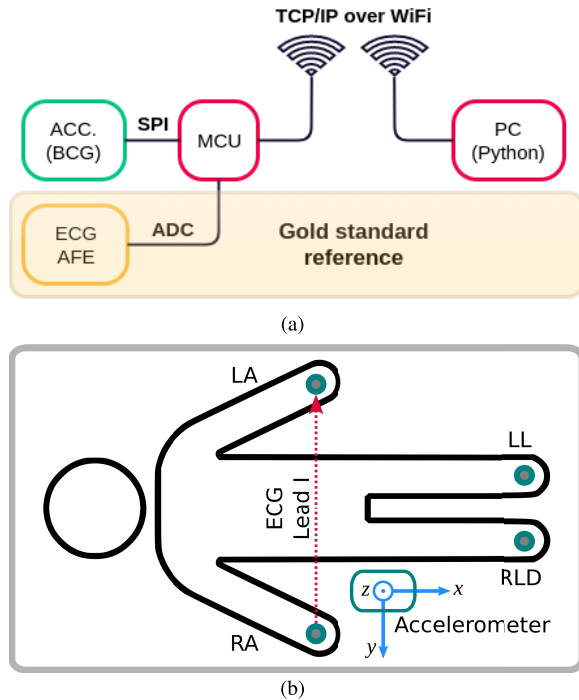 TCP/IP over WiFi
ACC.
(BCG)
SPI
MCU
PC
(Python)
ECG
AFE
ADC
Gold standard
reference
(a)
LA
LL
ECG
Lead I
RLD
z
x
y
Accelerometer
RA
(b)